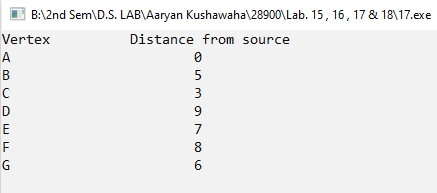 B:\2nd Sem\D.S. LAB\Aaryan Kushawaha\28900\Lab. 15 , 16 , 17 & 18\17.exe
Vertex Distance from source
A 0
B 5
C 3
D 9
E 7
F 8
G 6